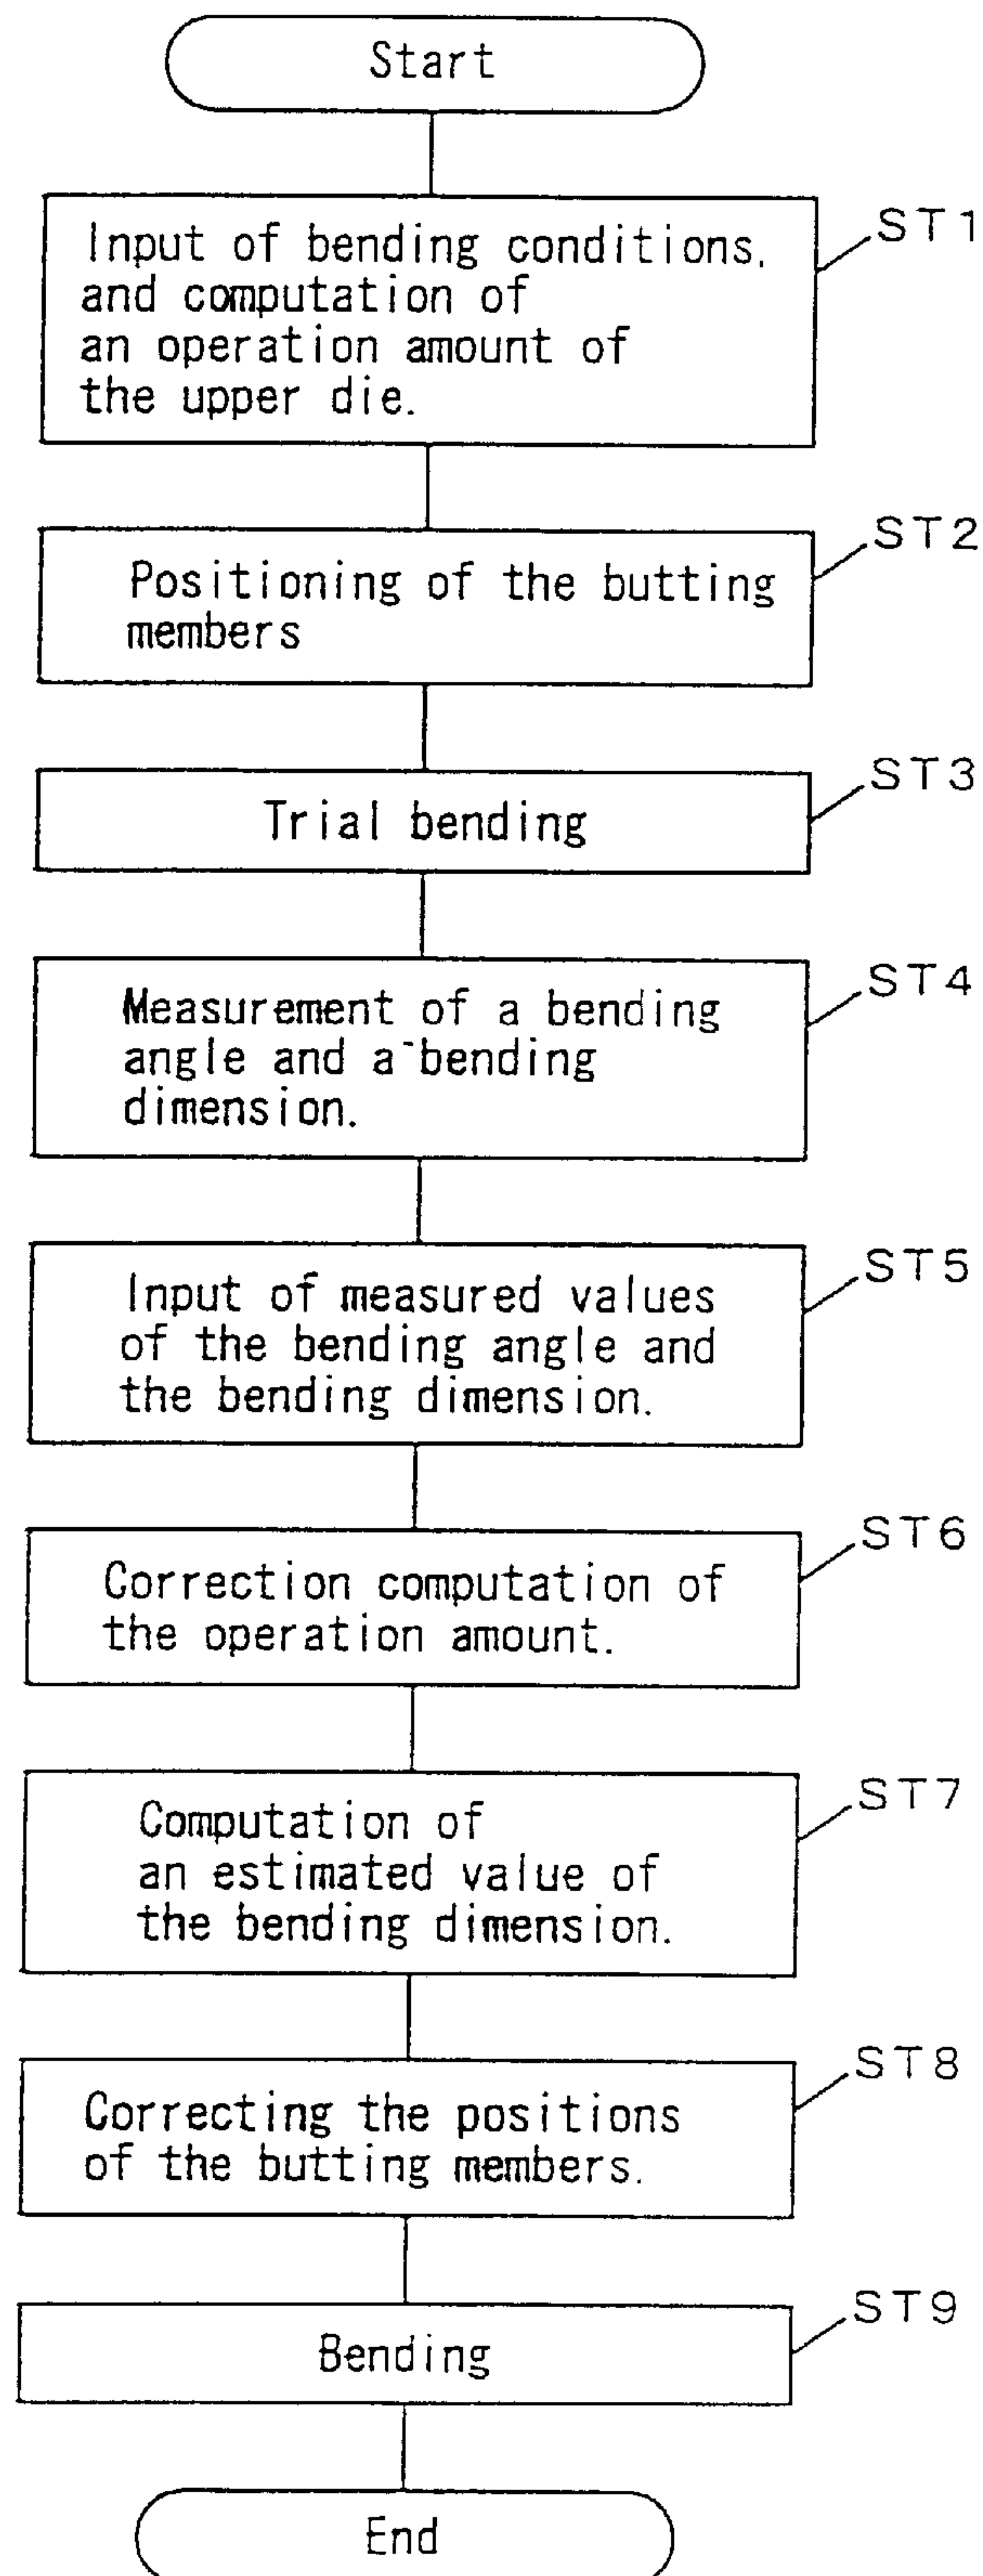 Start
ST1
Input of bending conditions,
and computation of
an operation amount of
the upper die.
ST2
Positioning of the butting
members
ST3
Trial bending
ST4
Measurement of a bending
angle and a bending
dimension.
ST5
Input of measured values
of the bending angle and
the bending dimension.
ST6
Correction computation of
the operation amount.
ST7
Computation of
an estimated value of
the bending dimension.
ST8
Correcting the positions
of the butting members.
ST9
Bending
End